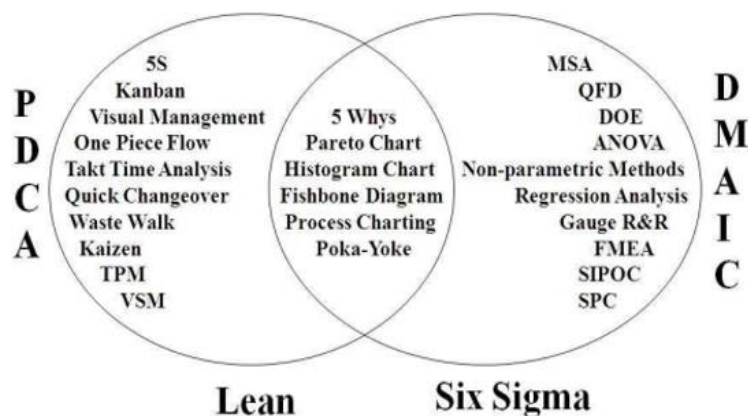 PDCA
5S
Kanban
Visual Management
One Piece Flow
Takt Time Analysis
Quick Changeover
Waste Walk
Kaizen
TPM
VSM
5 Whys
Pareto Chart
Histogram Chart
Fishbone Diagram
Process Charting
Poka-Yoke
MSA
QFD
DOE
ANOVA
Non-parametric Methods
Regression Analysis
Gauge R&R
FMEA
SIPOC
SPC
DMAIC
Lean
Six Sigma